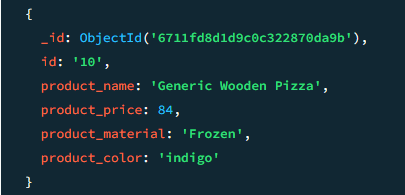 {
_id: ObjectId('6711fd8d1d9c0c322870da9b'),
id: '10',
product_name: 'Generic Wooden Pizza',
product_price: 84,
product_material: 'Frozen',
product_color: 'indigo'
}